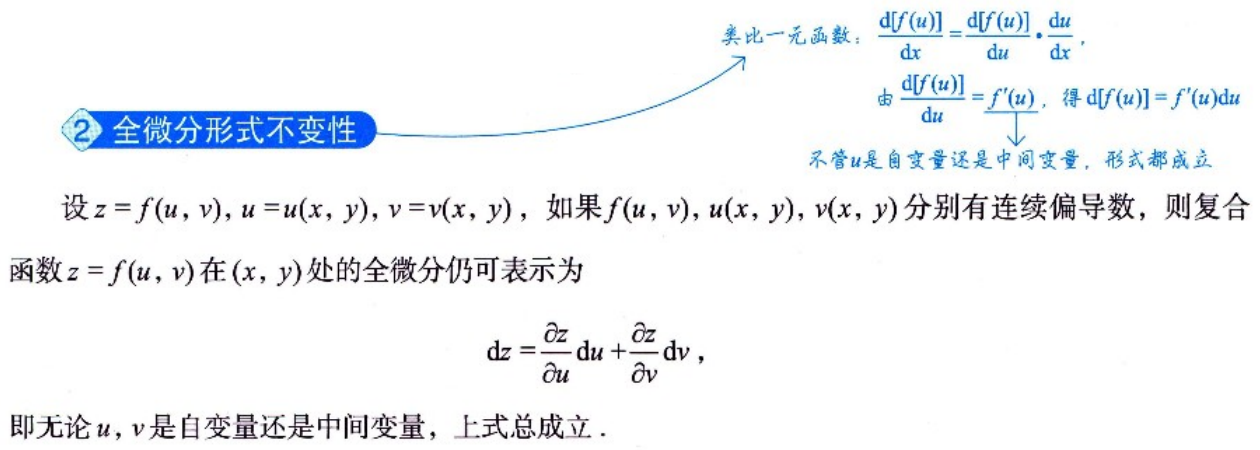 类比一元函数：d[f(u)]/dx = d[f(u)]/du · du/dx，
由 d[f(u)]/du = f′(u)，得 d[f(u)] = f′(u)du
不管u是自变量还是中间变量，形式都成立
2 全微分形式不变性
设 z = f(u, v), u = u(x, y), v = v(x, y)，如果 f(u, v), u(x, y), v(x, y) 分别有连续偏导数，则复合
函数 z = f(u, v) 在 (x, y) 处的全微分仍可表示为
dz = ∂z/∂u du + ∂z/∂v dv，
即无论 u, v 是自变量还是中间变量，上式总成立．